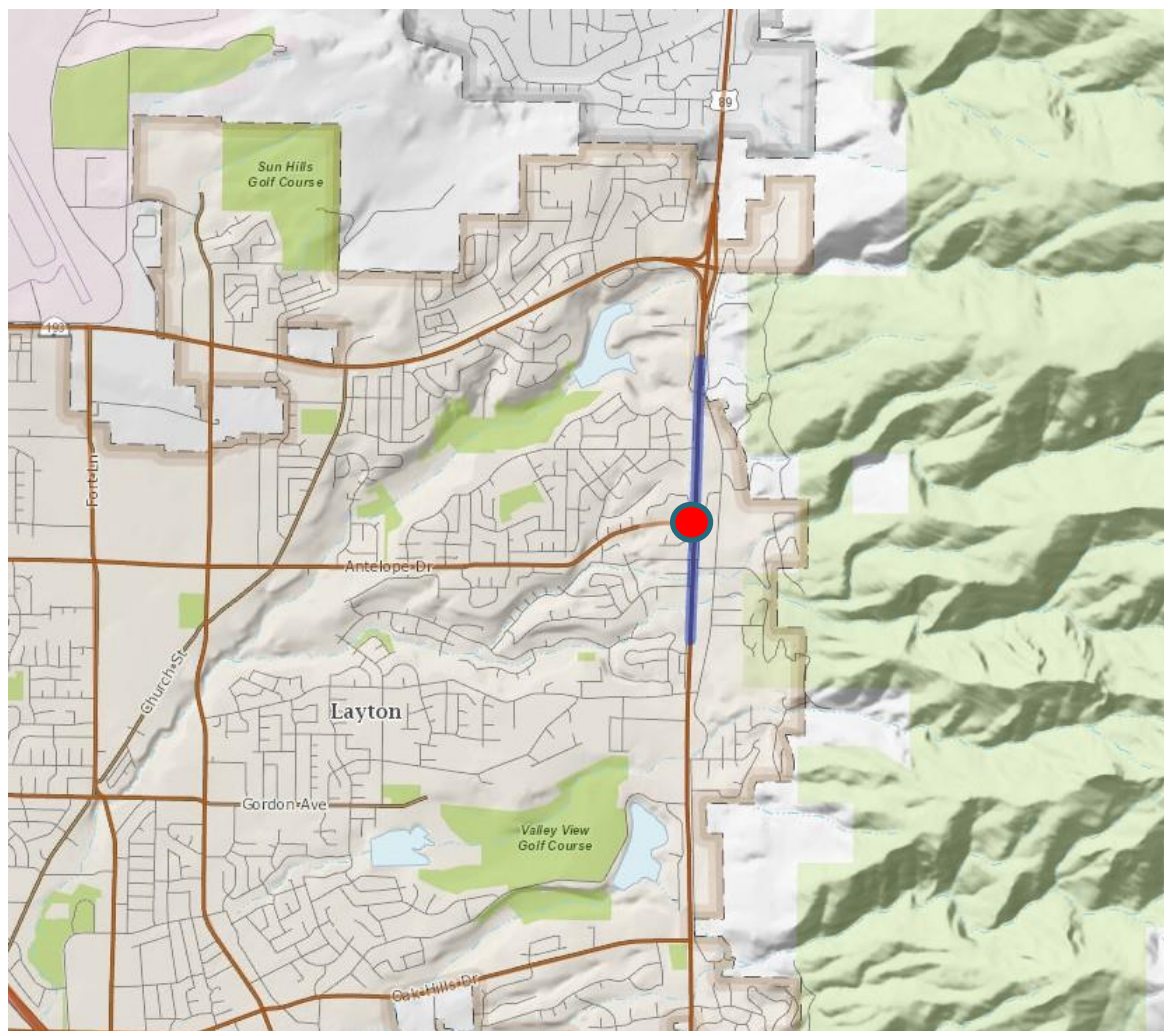 89
Sun Hills
Golf Course
193
Fort Ln
Antelope Dr
Church St
Layton
Gordon Ave
Valley View
Golf Course
Oak Hills Dr